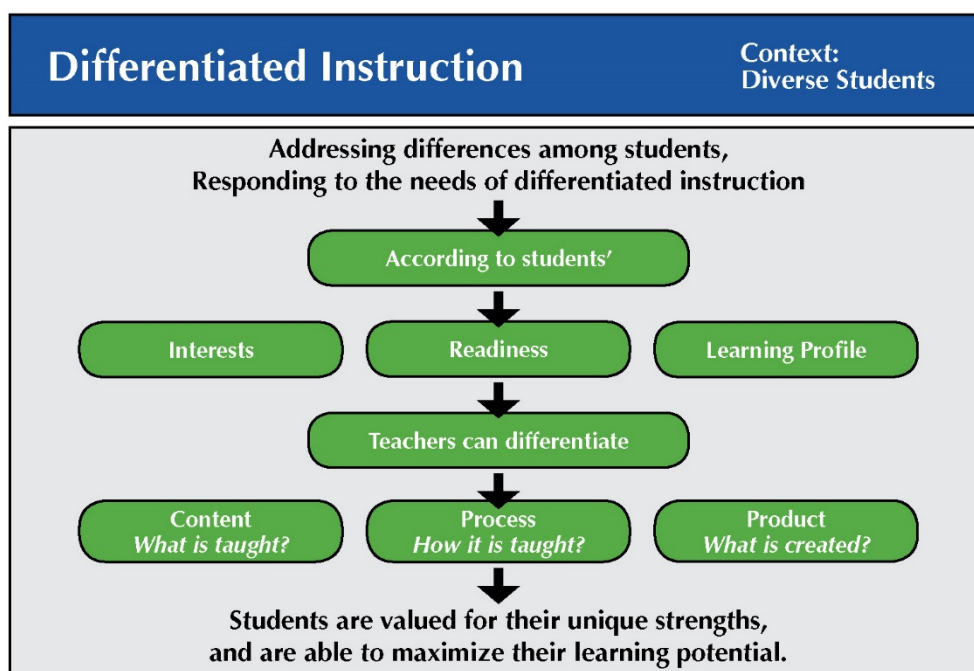 Differentiated Instruction
Context:
Diverse Students
Addressing differences among students,
Responding to the needs of differentiated instruction
According to students’
Interests
Readiness
Learning Profile
Teachers can differentiate
Content
What is taught?
Process
How it is taught?
Product
What is created?
Students are valued for their unique strengths,
and are able to maximize their learning potential.